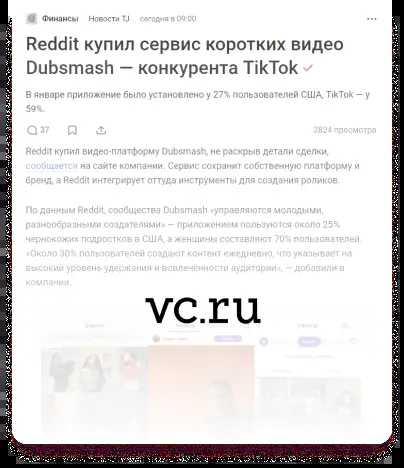 Финансы Новости TJ сегодня в 09:00
Reddit купил сервис коротких видео
Dubsmash — конкурента TikTok
В январе приложение было установлено у 27% пользователей США, TikTok — у
59%.
37 2824 просмотра
Reddit купил видео-платформу Dubsmash, не раскрыв детали сделки,
сообщается на сайте компании. Сервис сохранит собственную платформу и
бренд, а Reddit интегрирует оттуда инструменты для создания роликов.
По данным Reddit, сообщества Dubsmash «управляются молодыми,
разнообразными создателями» — приложением пользуются около 25%
чернокожих подростков в США, а женщины составляют 70% пользователей.
«Около 30% пользователей создают контент ежедневно, что указывает на
высокий уровень удержания и вовлечённости аудитории», — добавили в
компании.
vc.ru